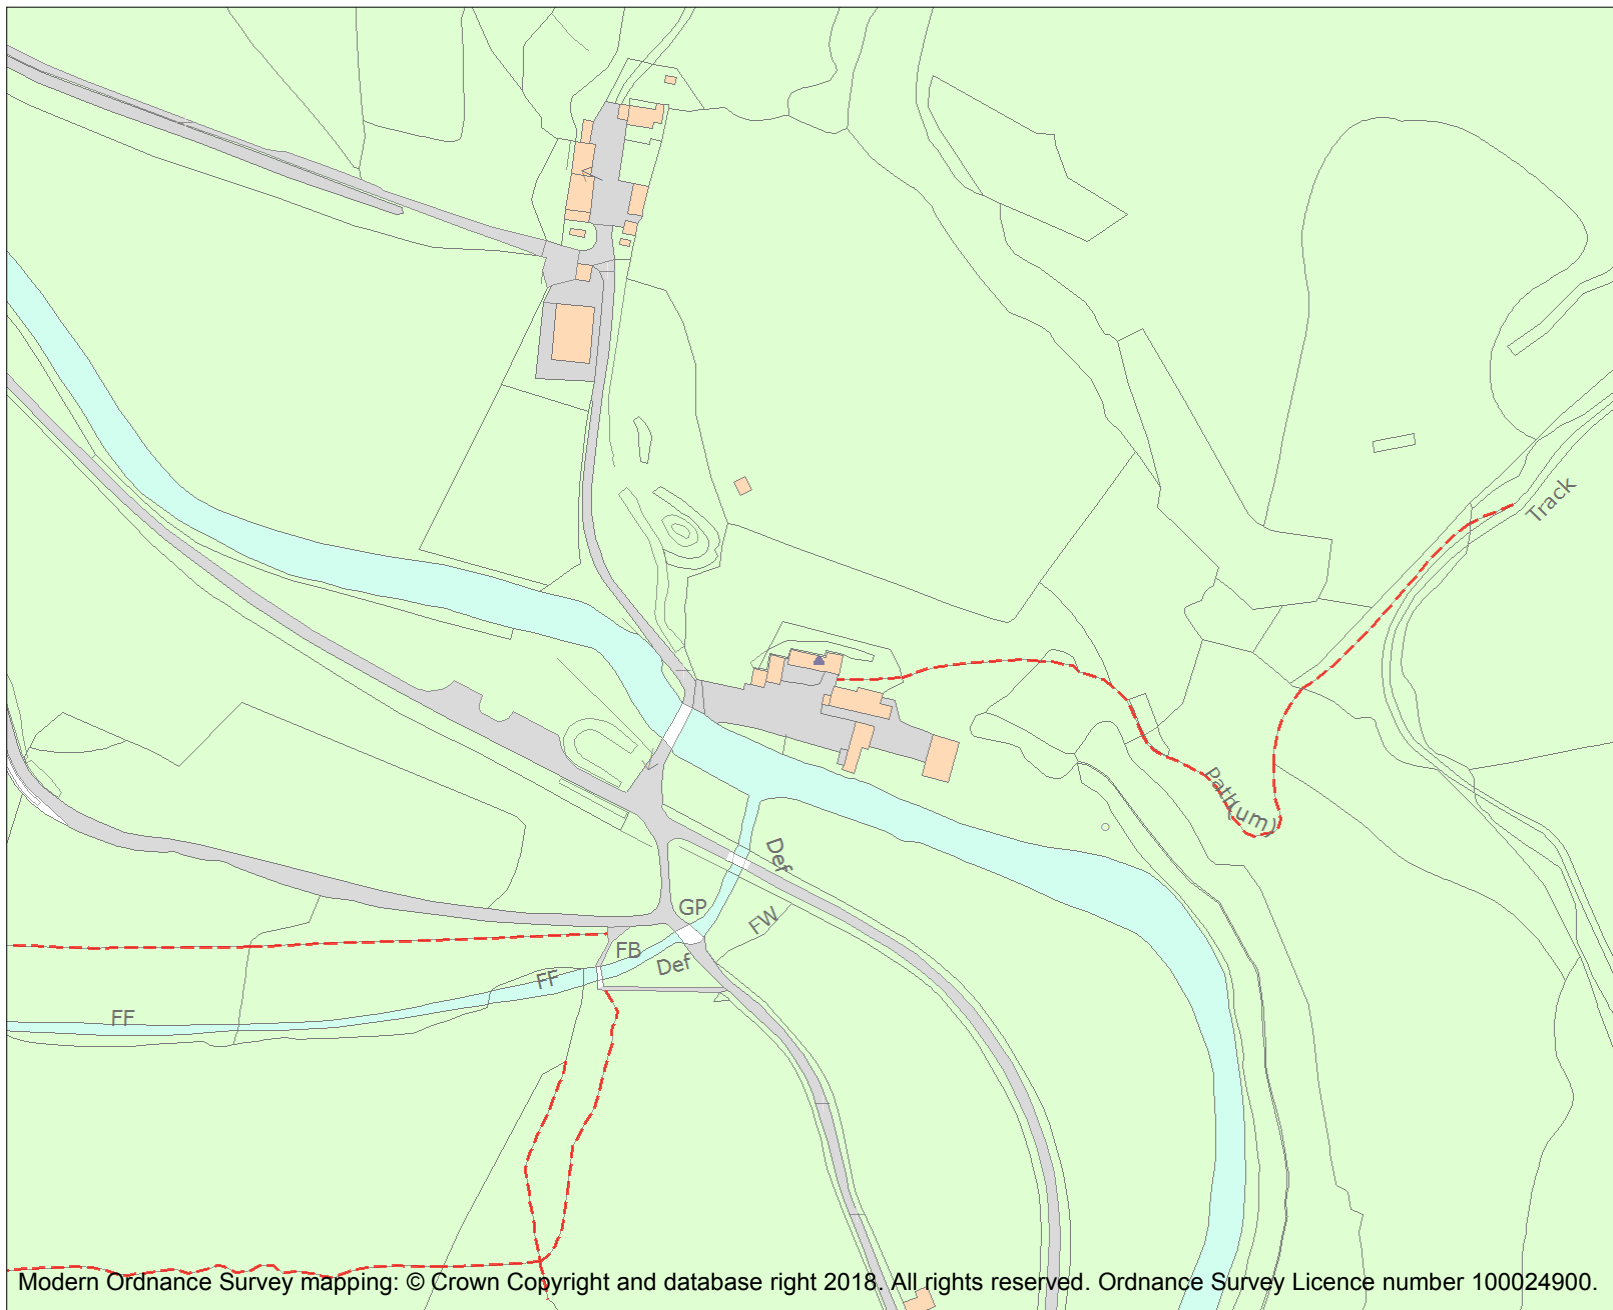 Track
Path (um)
Def
GP
FW
FB
Def
FF
FF
Modern Ordnance Survey mapping: © Crown Copyright and database right 2018. All rights reserved. Ordnance Survey Licence number 100024900.